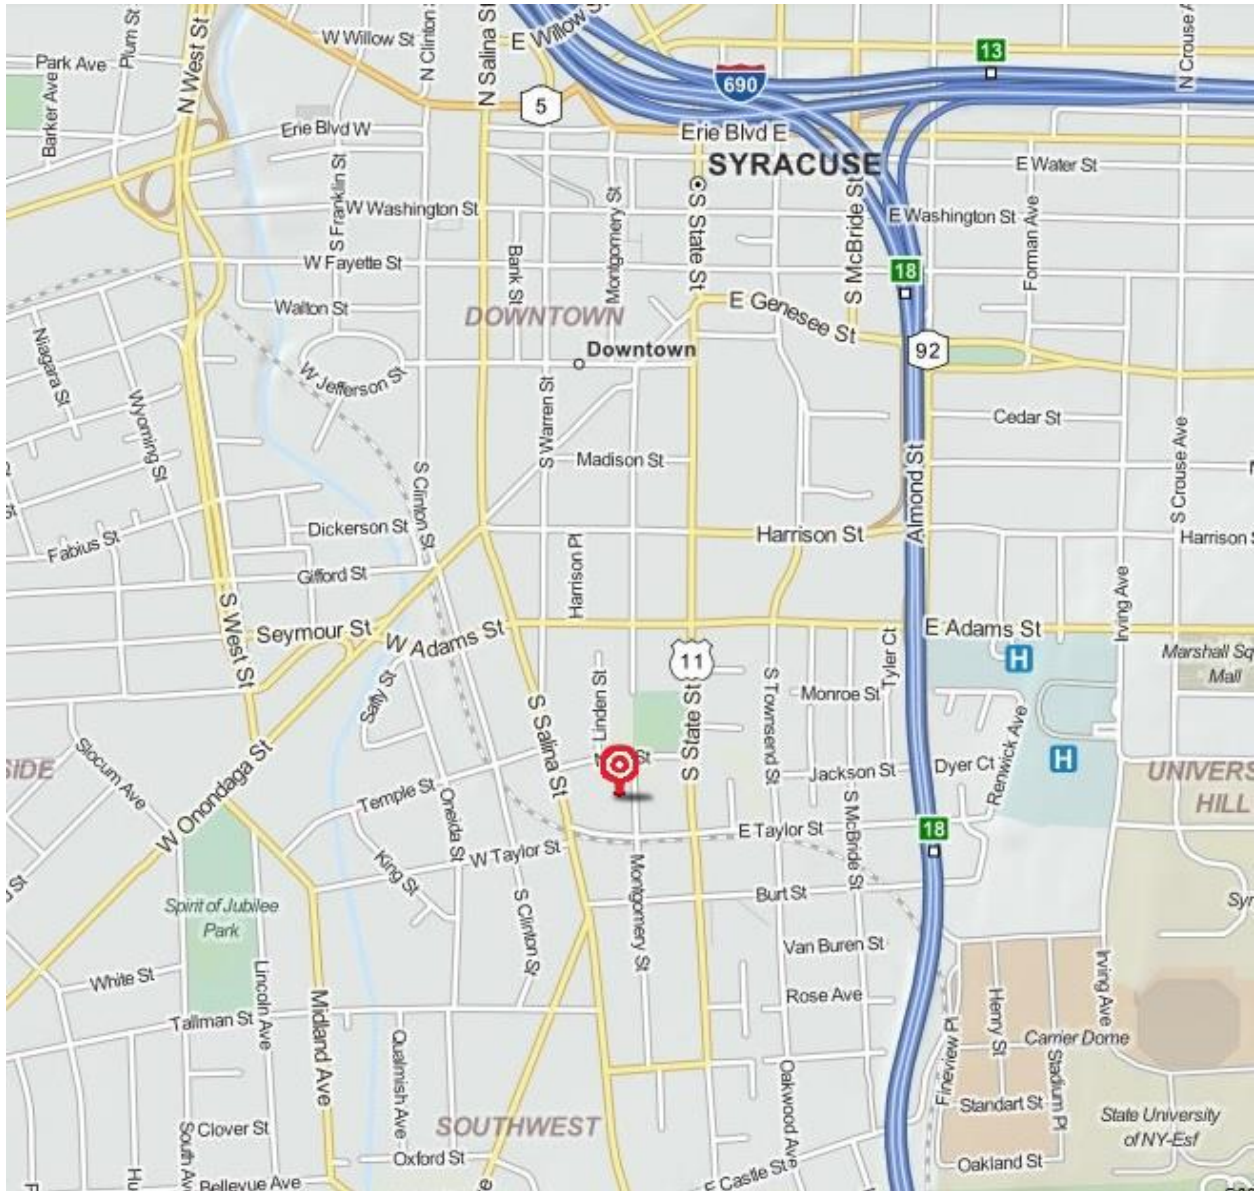 W Willow St
N Clinton St
N Salina St
E Willow St
N West St
Plum St
Park Ave
Barker Ave
5
690
13
N Crouse A
Erie Blvd W
Erie Blvd E
SYRACUSE
E Water St
S Franklin St
W Washington St
Montgomery St
S State St
S McBride St
E Washington St
Forman Ave
W Fayette St
Bank St
18
Walton St
DOWNTOWN
E Genesee St
Downtown
92
Niagara St
W Jefferson St
Wyoming St
S Warren St
Cedar St
Madison St
S Clinton St
Almond St
S Crouse Ave
Dickerson St
Fabius St
Harrison St
Harrison S
Gifford St
Harrison Pl
Irving Ave
S West St
Seymour St
W Adams St
E Adams St
11
H
Tyler Ct
Marshall Sq
Mall
Linden St
S Salina St
S State St
S Townsend St
Monroe St
Renwick Ave
Slocum Ave
W Onondaga St
SIDE
St
Jackson St
Dyer Ct
H
UNIVERS
HILL
Temple St
Oneida St
E Taylor St
S McBride St
18
W Taylor St
King St
Burt St
Spirit of Jubilee
Park
S Clinton St
Montgomery St
Syr
Van Buren St
White St
Lincoln Ave
Midland Ave
Rose Ave
Irving Ave
Tallman St
Qualmish Ave
Henry St
Carrier Dome
Fineview Pl
Stadium Pl
Oakwood Ave
Standart St
State University
of NY-Esf
Clover St
SOUTHWEST
South Av
Oxford St
Oakland St
Bellevue Ave
E Castle St